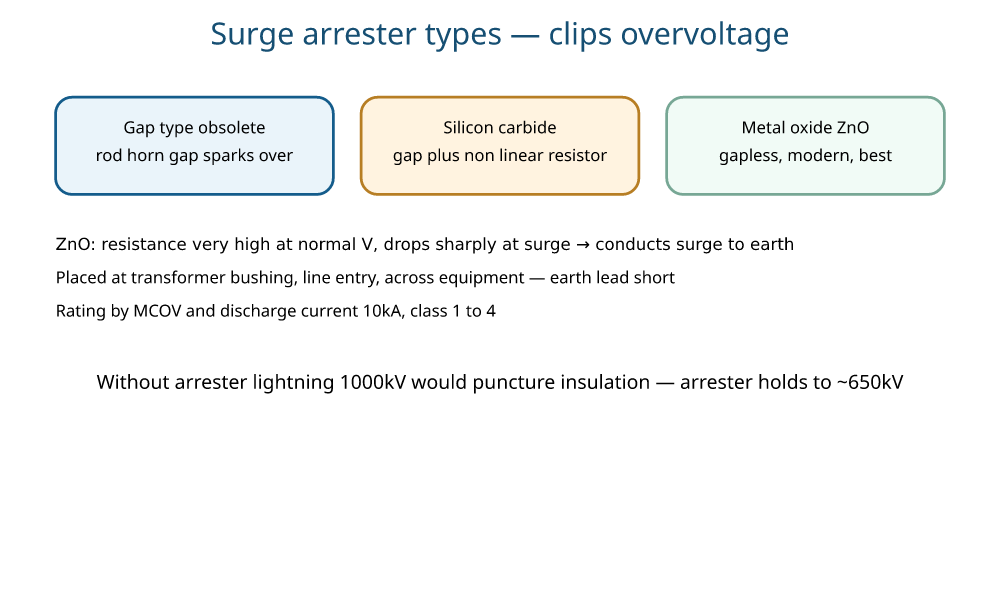 Surge arrester types — clips overvoltage
Gap type obsolete
rod horn gap sparks over
Silicon carbide
gap plus non linear resistor
Metal oxide ZnO
gapless, modern, best
ZnO: resistance very high at normal V, drops sharply at surge → conducts surge to earth
Placed at transformer bushing, line entry, across equipment — earth lead short
Rating by MCOV and discharge current 10kA, class 1 to 4
Without arrester lightning 1000kV would puncture insulation — arrester holds to ~650kV